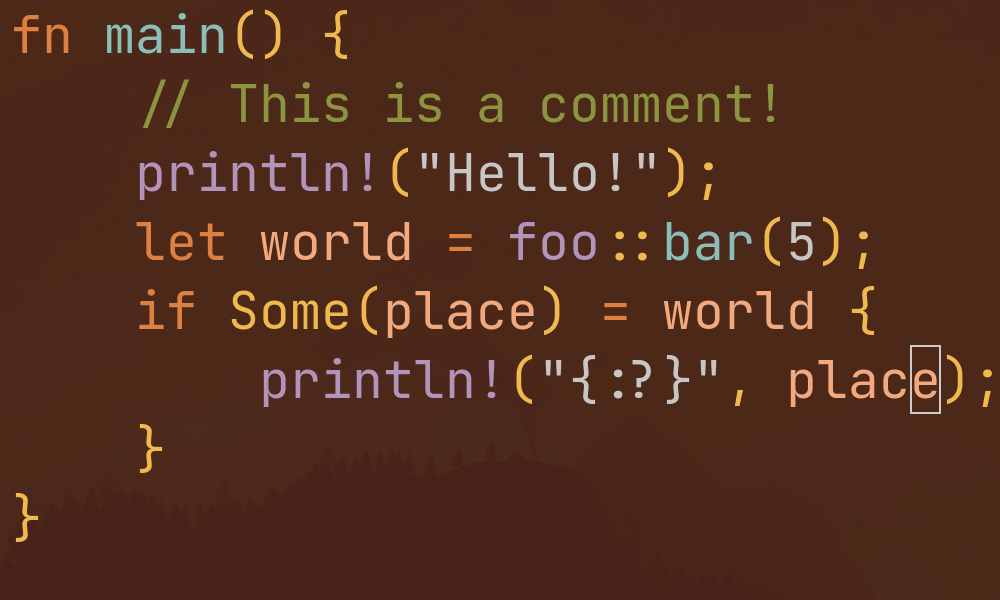 fn main() {
    // This is a comment!
    println!("Hello!");
    let world = foo::bar(5);
    if Some(place) = world {
        println!("{:?}", place);
    }
}